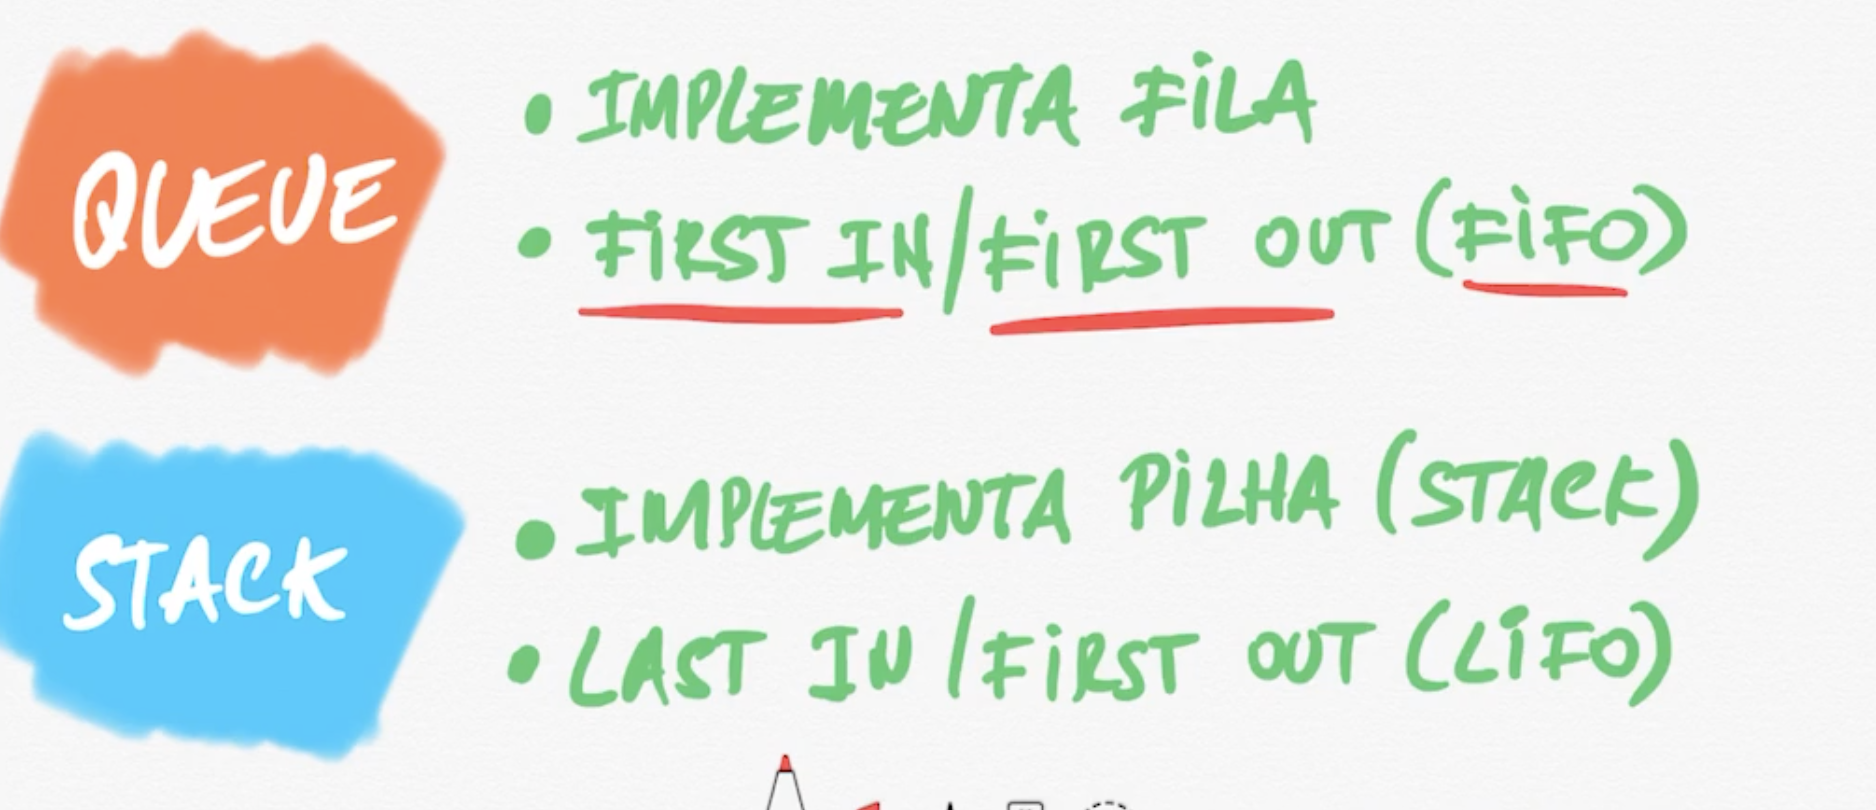 QUEUE
• IMPLEMENTA FILA
• FIRST IN/FIRST OUT (FIFO)
STACK
• IMPLEMENTA PILHA (STACK)
• LAST IN/FIRST OUT (LIFO)